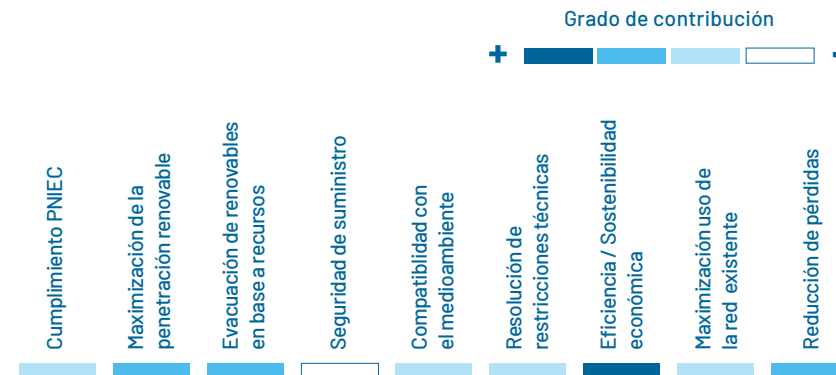 Grado de contribución
+
Cumplimiento PNIEC
Maximización de la
penetración renovable
Evacuación de renovables
en base a recursos
Seguridad de suministro
Compatiblidad con
el medioambiente
Resolución de
restricciones técnicas
Eficiencia / Sostenibilidad
económica
Maximización uso de
la red existente
Reducción de pérdidas